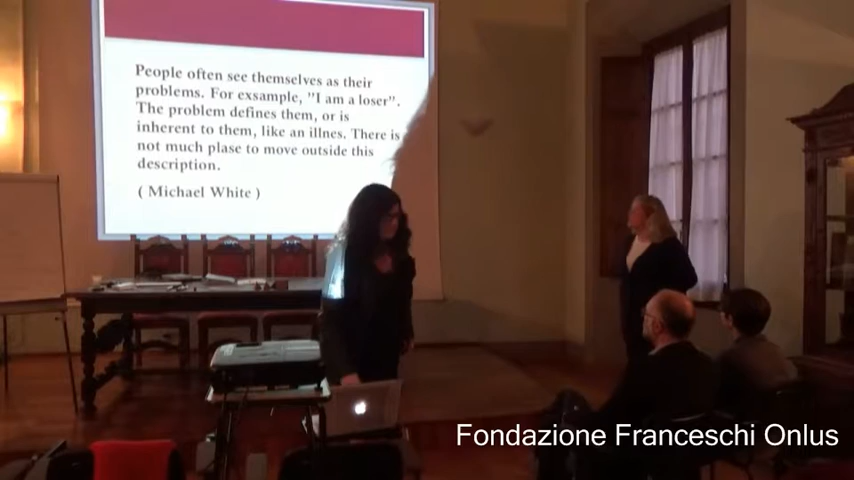 People often see themselves as their
problems. For exsample, "I am a loser".
The problem defines them, or is
inherent to them, like an illnes. There is
not much plase to move outside this
description.
( Michael White )
Fondazione Franceschi Onlus